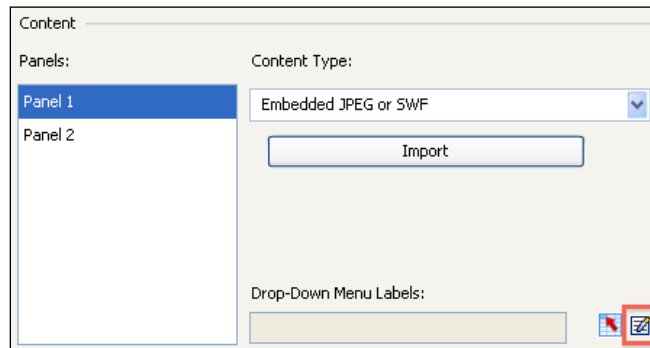 Content
Panels:
Content Type:
Panel 1
Embedded JPEG or SWF
Panel 2
Import
Drop-Down Menu Labels: